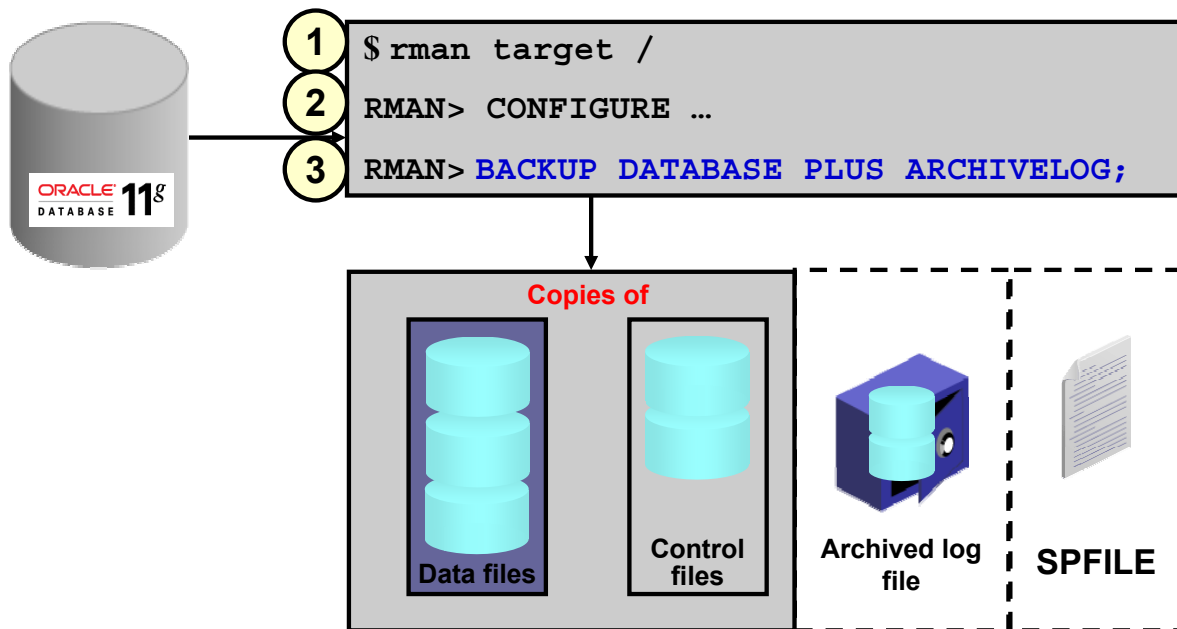 1
$ rman target /
2
RMAN> CONFIGURE …
3
RMAN> BACKUP DATABASE PLUS ARCHIVELOG;
ORACLE®
DATABASE 11g
Copies of
Data files
Control
files
Archived log
file
SPFILE